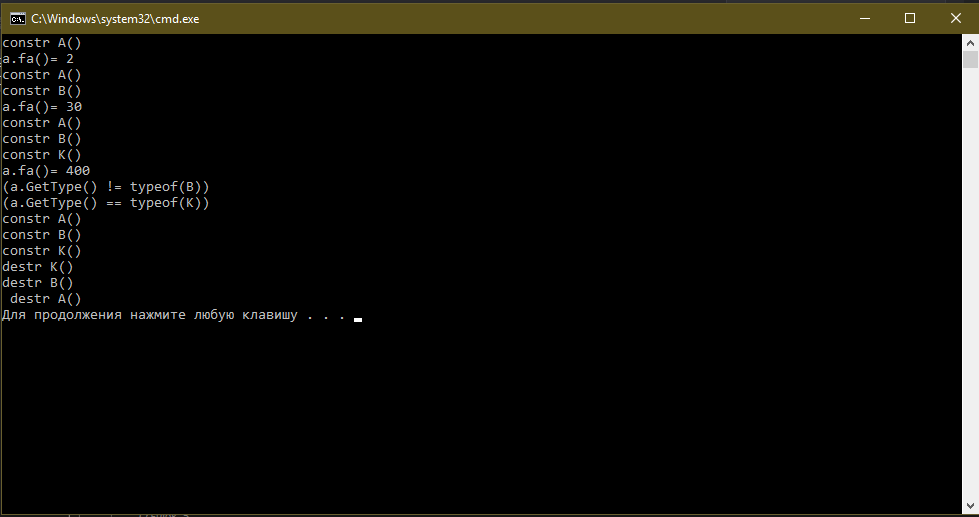 C:\Windows\system32\cmd.exe
constr A()
a.fa()= 2
constr A()
constr B()
a.fa()= 30
constr A()
constr B()
constr K()
a.fa()= 400
(a.GetType() != typeof(B))
(a.GetType() == typeof(K))
constr A()
constr B()
constr K()
destr K()
destr B()
 destr A()
Для продолжения нажмите любую клавишу . . .